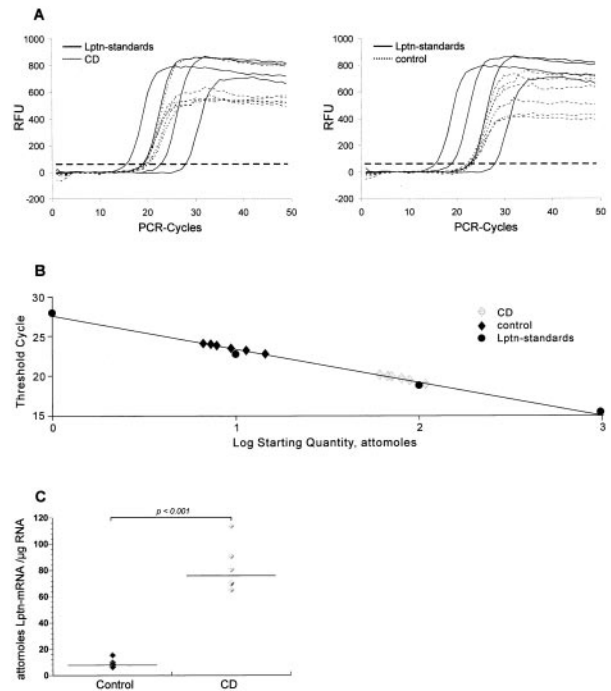 A
1000
800
600
400
200
0
-200
RFU
Lptn-standards
CD
0 10 20 30 40 50
PCR-Cycles
1000
800
600
400
200
0
-200
RFU
Lptn-standards
control
0 10 20 30 40 50
PCR-Cycles
B
30
25
20
15
Threshold Cycle
CD
control
Lptn-standards
0 1 2 3
Log Starting Quantity, attomoles
C
p < 0.001
120
100
80
60
40
20
0
attomoles Lptn-mRNA /µg RNA
Control CD